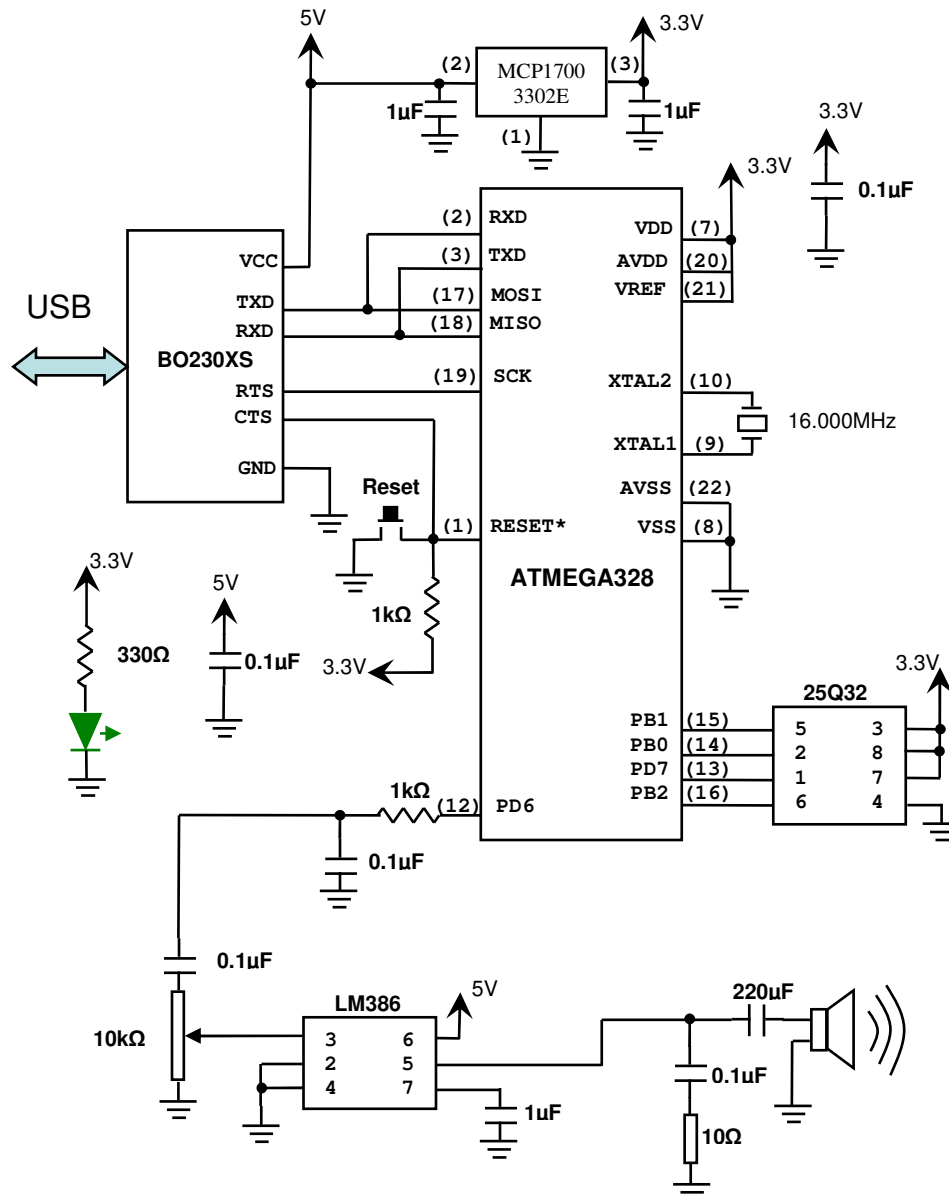 5V
3.3V
(2)
MCP1700
3302E
(3)
1µF
(1)
1µF
3.3V
0.1µF
3.3V
USB
BO230XS
VCC
TXD
RXD
RTS
CTS
GND
(2) RXD
(3) TXD
(17) MOSI
(18) MISO
(19) SCK
(1) RESET*
ATMEGA328
VDD (7)
AVDD (20)
VREF (21)
XTAL2 (10)
XTAL1 (9)
16.000MHz
AVSS (22)
VSS (8)
Reset
1kΩ
3.3V
3.3V
330Ω
5V
0.1µF
PB1 (15)
PB0 (14)
PD7 (13)
PB2 (16)
25Q32
3.3V
5 3
2 8
1 7
6 4
1kΩ
(12) PD6
0.1µF
0.1µF
10kΩ
LM386
5V
3 6
2 5
4 7
1µF
220µF
0.1µF
10Ω